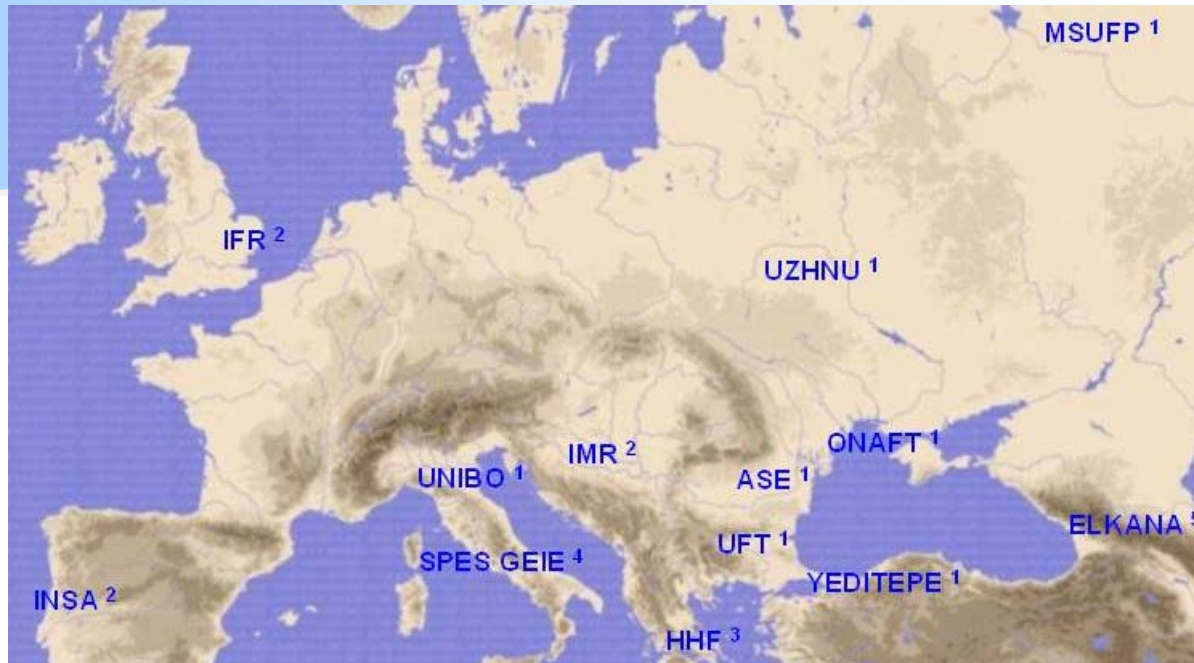 MSUFP ¹
IFR ²
UZHNU ¹
ONAFT ¹
IMR ²
UNIBO ¹
ASE ¹
ELKANA ⁵
UFT ¹
SPES GEIE ⁴
YEDITEPE ¹
INSA ²
HHF ³